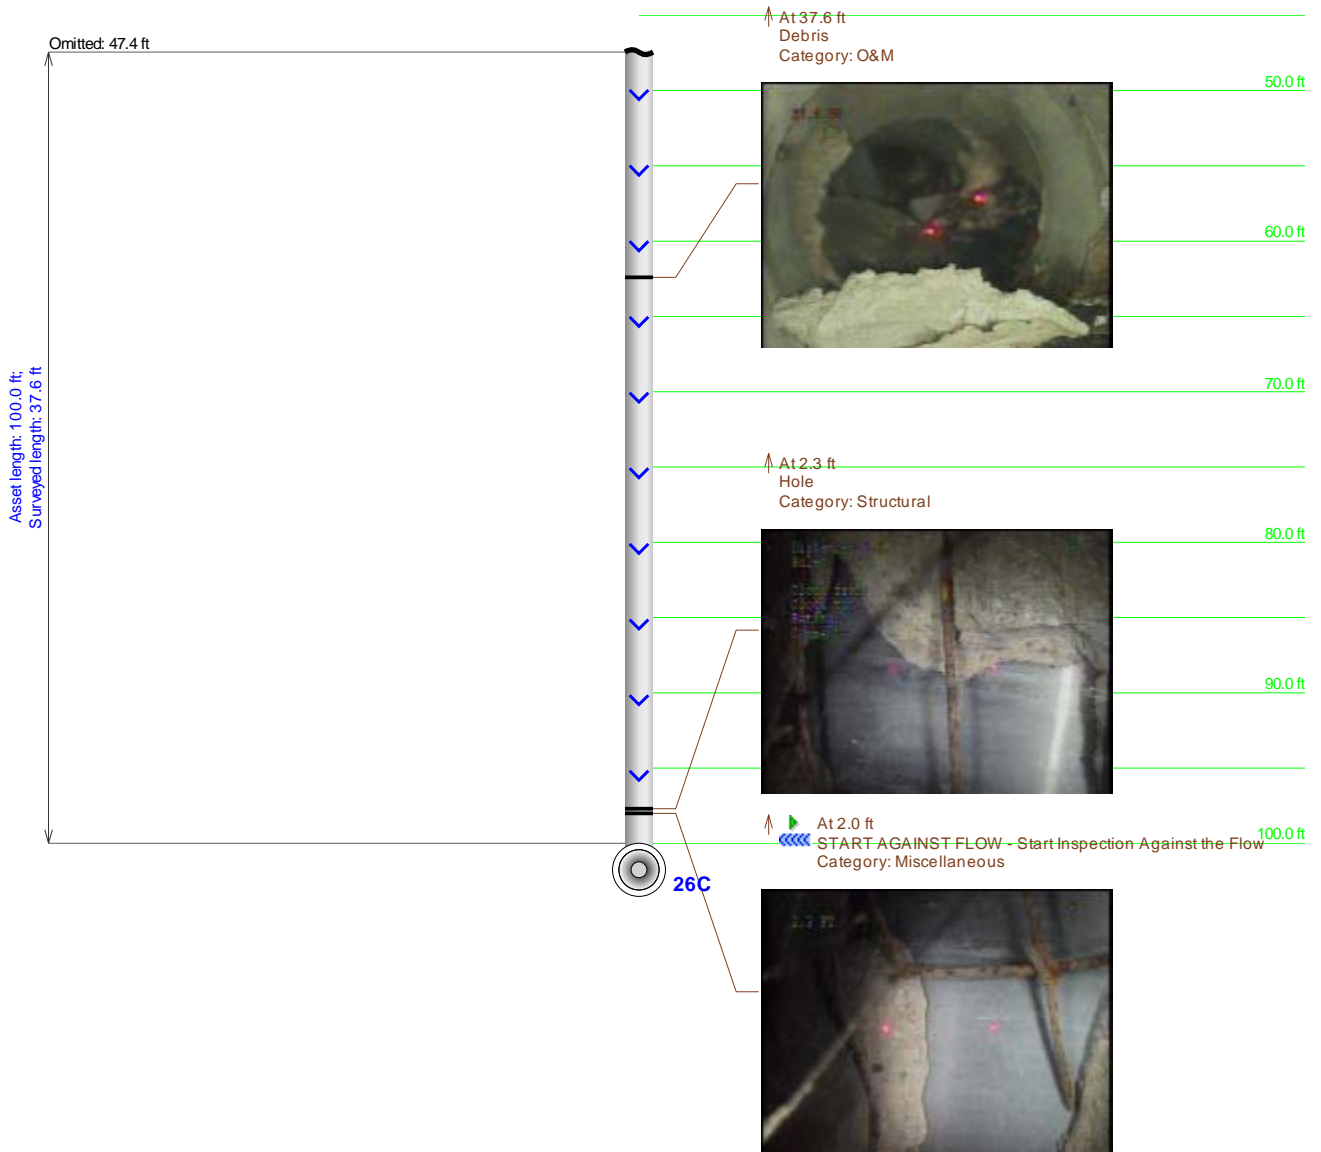 At 37.6 ft
Debris
Category: O&M
Omitted: 47.4 ft
50.0 ft
60.0 ft
70.0 ft
Asset length: 100.0 ft;
Surveyed length: 37.6 ft
At 2.3 ft
Hole
Category: Structural
80.0 ft
90.0 ft
At 2.0 ft
100.0 ft
START AGAINST FLOW - Start Inspection Against the Flow
Category: Miscellaneous
26C